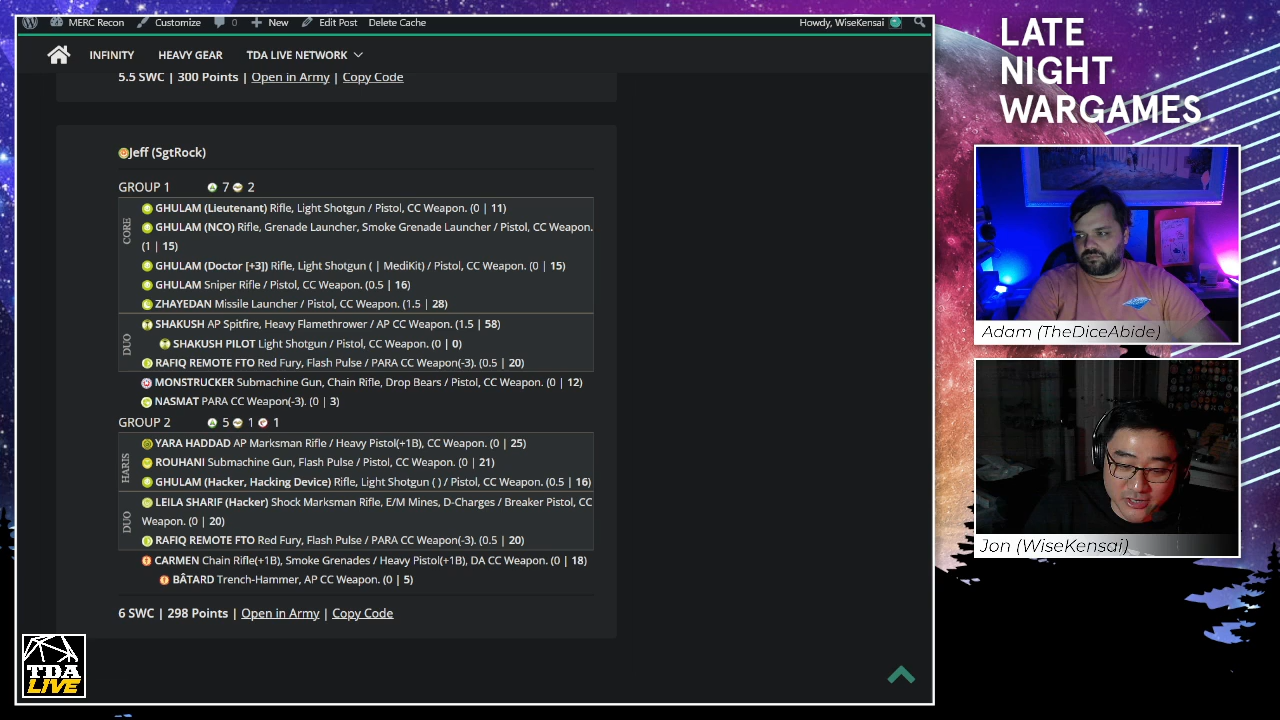 MERC Recon Customize 0 New Edit Post Delete Cache Howdy, WiseKensai
INFINITY HEAVY GEAR TDA LIVE NETWORK
5.5 SWC | 300 Points | Open in Army | Copy Code
Jeff (SgtRock)
GROUP 1 7 2
CORE
GHULAM (Lieutenant) Rifle, Light Shotgun / Pistol, CC Weapon. (0 | 11)
GHULAM (NCO) Rifle, Grenade Launcher, Smoke Grenade Launcher / Pistol, CC Weapon.
(1 | 15)
GHULAM (Doctor [+3]) Rifle, Light Shotgun ( | MediKit) / Pistol, CC Weapon. (0 | 15)
GHULAM Sniper Rifle / Pistol, CC Weapon. (0.5 | 16)
ZHAYEDAN Missile Launcher / Pistol, CC Weapon. (1.5 | 28)
DUO
SHAKUSH AP Spitfire, Heavy Flamethrower / AP CC Weapon. (1.5 | 58)
SHAKUSH PILOT Light Shotgun / Pistol, CC Weapon. (0 | 0)
RAFIQ REMOTE FTO Red Fury, Flash Pulse / PARA CC Weapon(-3). (0.5 | 20)
MONSTRUCKER Submachine Gun, Chain Rifle, Drop Bears / Pistol, CC Weapon. (0 | 12)
NASMAT PARA CC Weapon(-3). (0 | 3)
GROUP 2 5 1 1
HARIS
YARA HADDAD AP Marksman Rifle / Heavy Pistol(+1B), CC Weapon. (0 | 25)
ROUHANI Submachine Gun, Flash Pulse / Pistol, CC Weapon. (0 | 21)
GHULAM (Hacker, Hacking Device) Rifle, Light Shotgun ( ) / Pistol, CC Weapon. (0.5 | 16)
DUO
LEILA SHARIF (Hacker) Shock Marksman Rifle, E/M Mines, D-Charges / Breaker Pistol, CC
Weapon. (0 | 20)
RAFIQ REMOTE FTO Red Fury, Flash Pulse / PARA CC Weapon(-3). (0.5 | 20)
CARMEN Chain Rifle(+1B), Smoke Grenades / Heavy Pistol(+1B), DA CC Weapon. (0 | 18)
BÂTARD Trench-Hammer, AP CC Weapon. (0 | 5)
6 SWC | 298 Points | Open in Army | Copy Code
TDA
LIVE
LATE
NIGHT
WARGAMES
Adam (TheDiceAbide)
Jon (WiseKensai)